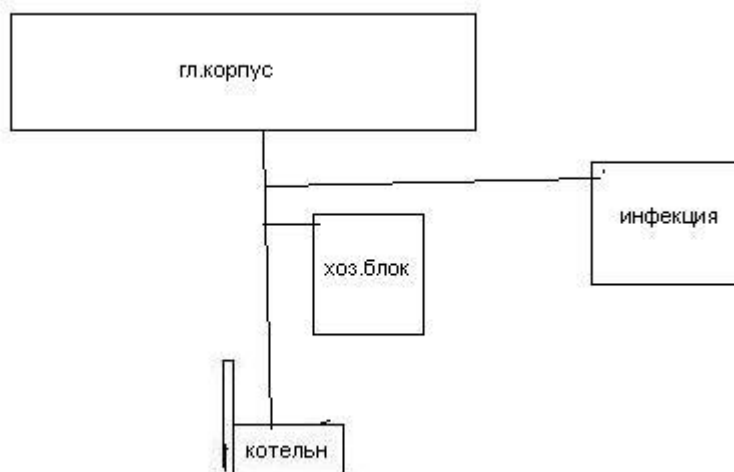 гл.корпус
инфекция
хоз.блок
котельн